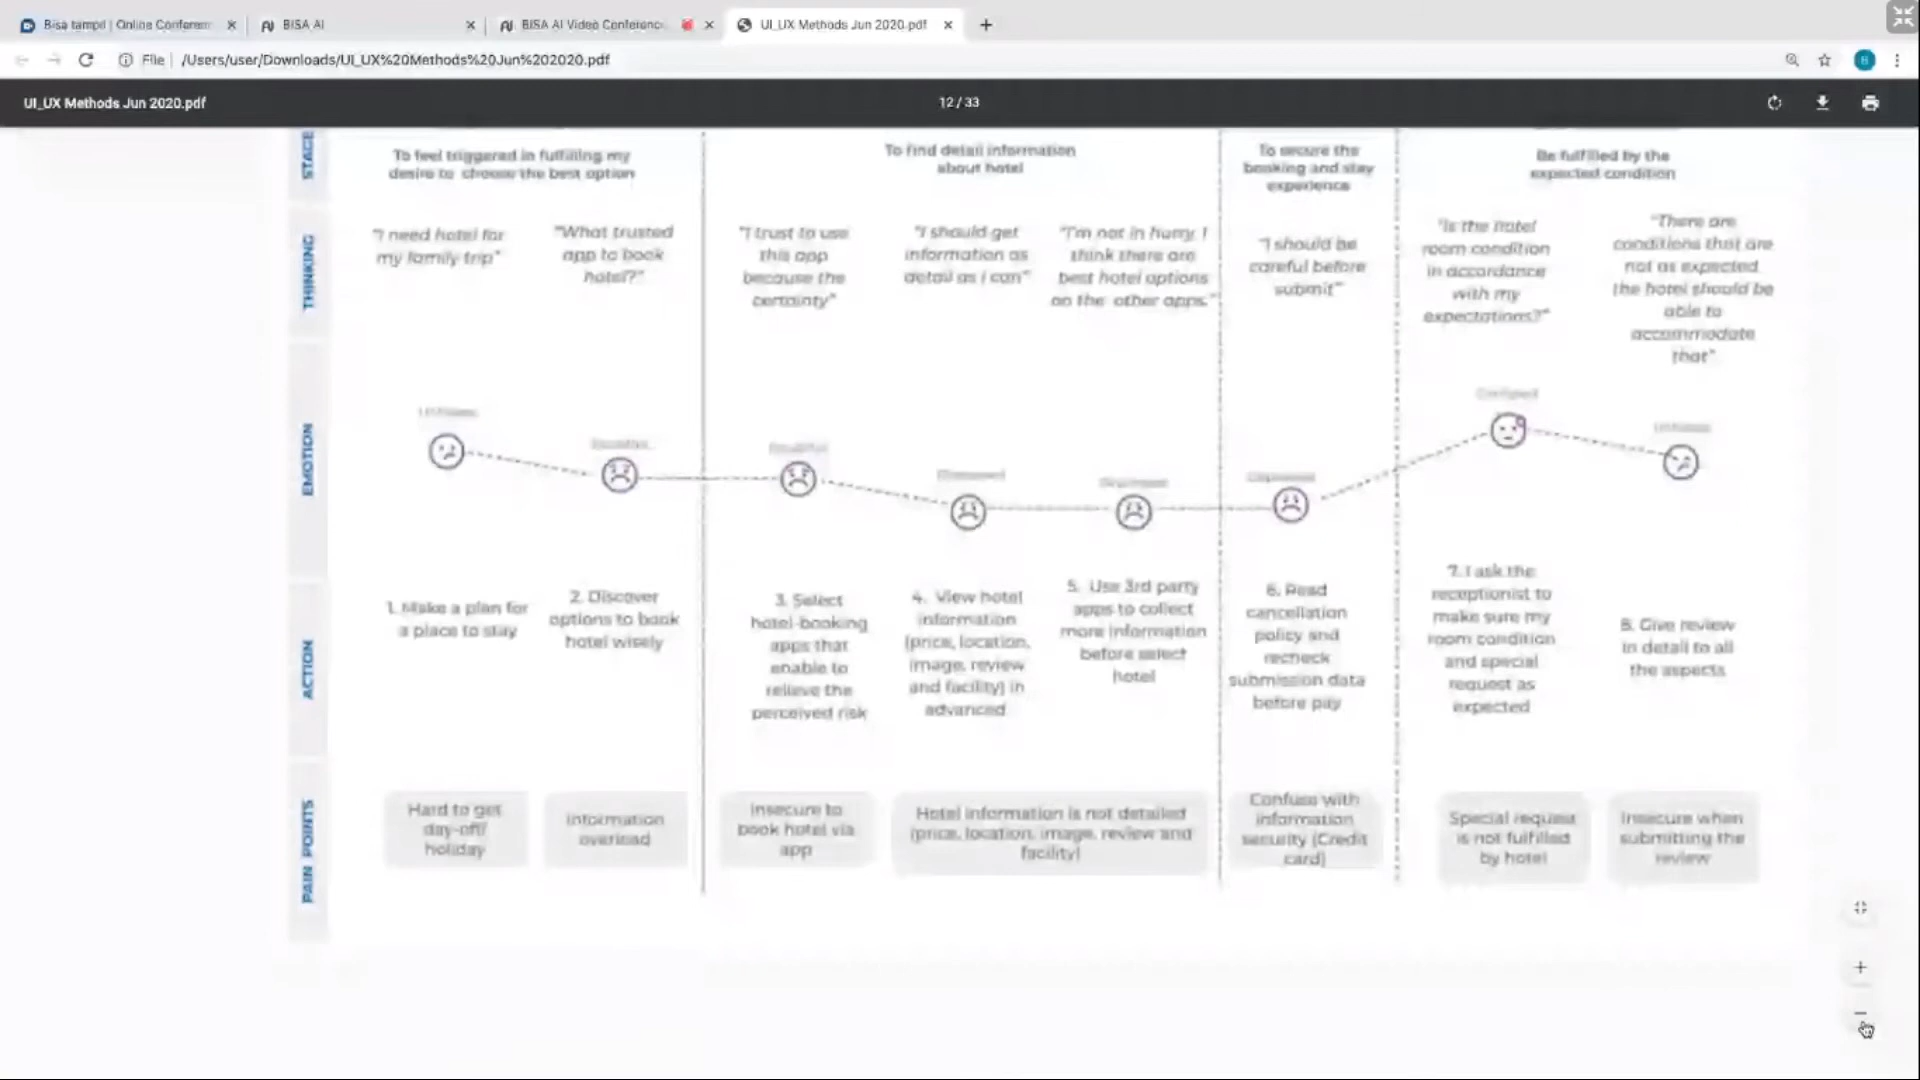 Bisa tampil | Online Conferen
BISA AI
BISA AI Video Conferenc
UI_UX Methods Jun 2020.pdf
File
/Users/user/Downloads/UI_UX%20Methods%20Jun%202020.pdf
B
UI_UX Methods Jun 2020.pdf
12 / 33
STAGE
To feel triggered in fulfilling my
desire to choose the best option
To find detail information
about hotel
To secure the
booking and stay
experience
Be fulfilled by the
expected condition
THINKING
"I need hotel for
my family trip"
"What trusted
app to book
hotel?"
"I trust to use
this app
because the
certainty"
"I should get
information as
detail as I can"
"I'm not in hurry. I
think there are
best hotel options
on the other apps."
"I should be
careful before
submit"
"Is the hotel
room condition
in accordance
with my
expectations?"
"There are
conditions that are
not as expected
the hotel should be
able to
accommodate
that"
EMOTION
Confused
ACTION
1. Make a plan for
a place to stay
2. Discover
options to book
hotel wisely
3. Select
hotel-booking
apps that
enable to
relieve the
perceived risk
4. View hotel
information
(price, location,
image, review
and facility) in
advanced
5. Use 3rd party
apps to collect
more information
before select
hotel
6. Read
cancellation
policy and
recheck
submission data
before pay
7. I ask the
receptionist to
make sure my
room condition
and special
request as
expected
8. Give review
in detail to all
the aspects
PAIN POINTS
Hard to get
day-off/
holiday
Information
overload
Insecure to
book hotel via
app
Hotel information is not detailed
(price, location, image, review and
facility)
Confuse with
information
security (Credit
card)
Special request
is not fulfilled
by hotel
Insecure when
submitting the
review